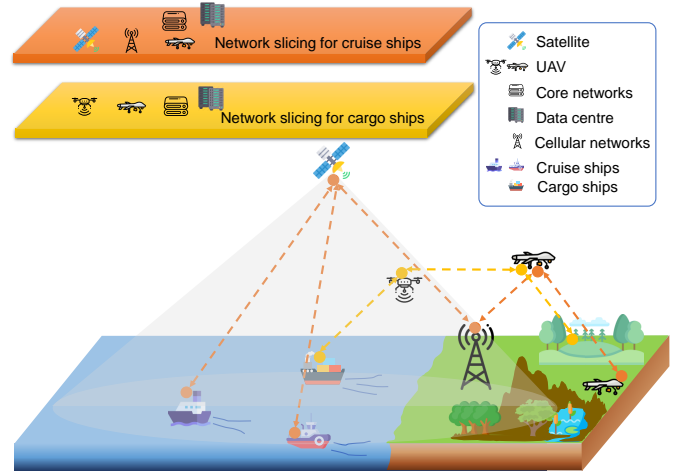 Network slicing for cruise ships
Network slicing for cargo ships
Satellite
UAV
Core networks
Data centre
Cellular networks
Cruise ships
Cargo ships